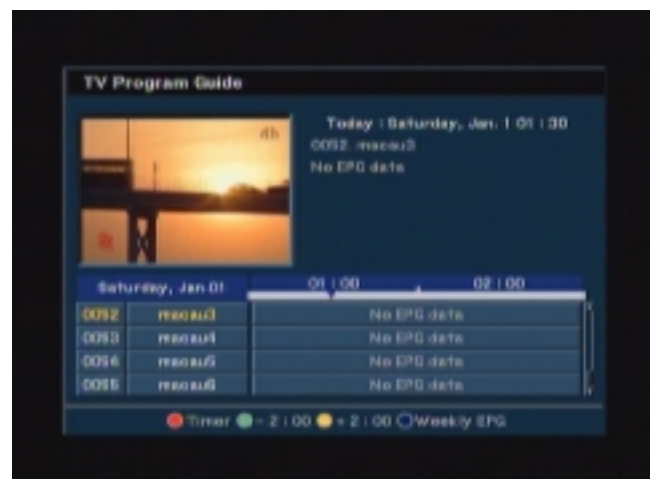 TV Program Guide
Today : Saturday, Jan. 1 01 : 30
0052. macau3
No EPG data
Saturday, Jan 01
01 : 00
02 : 00
0052 macau3 No EPG data
0053 macau4 No EPG data
0054 macau5 No EPG data
0055 macau6 No EPG data
Timer - 2 : 00 + 2 : 00 Weekly EPG